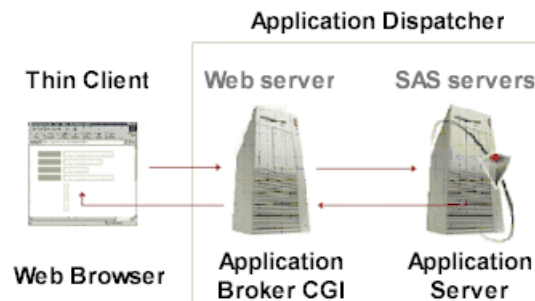 Application Dispatcher
Thin Client
Web server
SAS servers
Web Browser
Application
Broker CGI
Application
Server